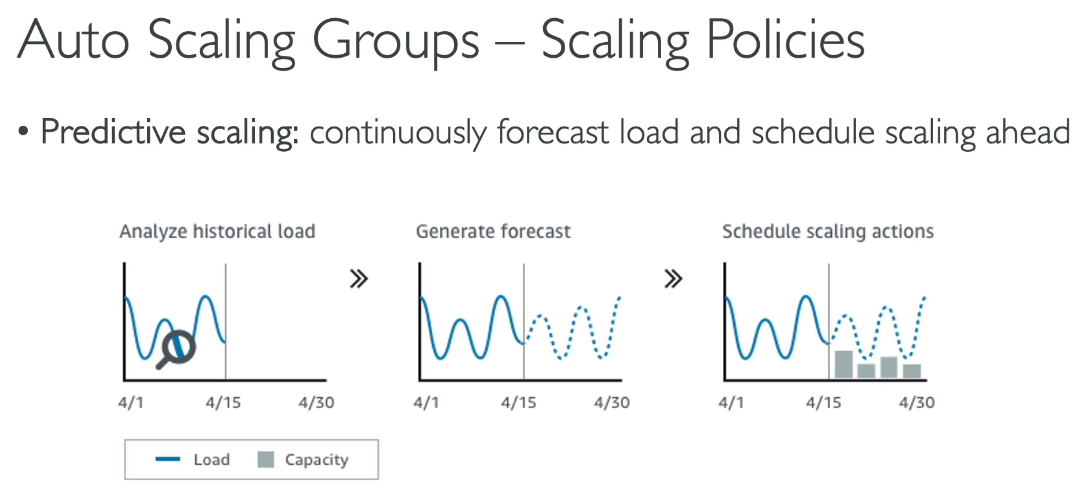 Auto Scaling Groups – Scaling Policies
• Predictive scaling: continuously forecast load and schedule scaling ahead
Analyze historical load
Generate forecast
Schedule scaling actions
4/1 4/15 4/30
4/1 4/15 4/30
4/1 4/15 4/30
Load Capacity